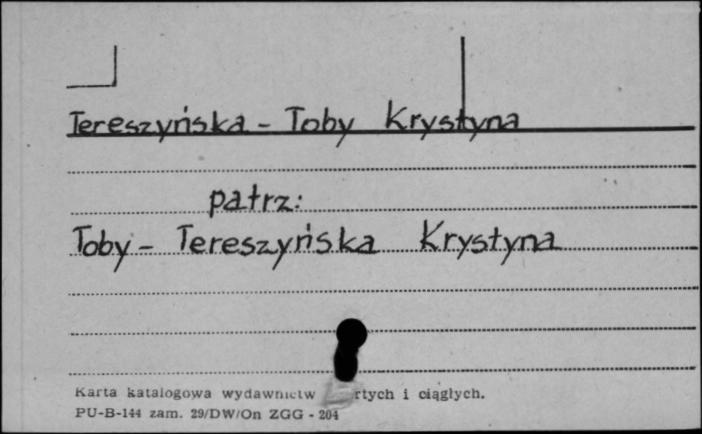 Tereszyńska - Toby Krystyna
patrz:
Toby - Tereszyńska Krystyna
Karta katalogowa wydawnictw rtych i ciągłych.
PU-B-144 zam. 29/DW/On ZGG - 204